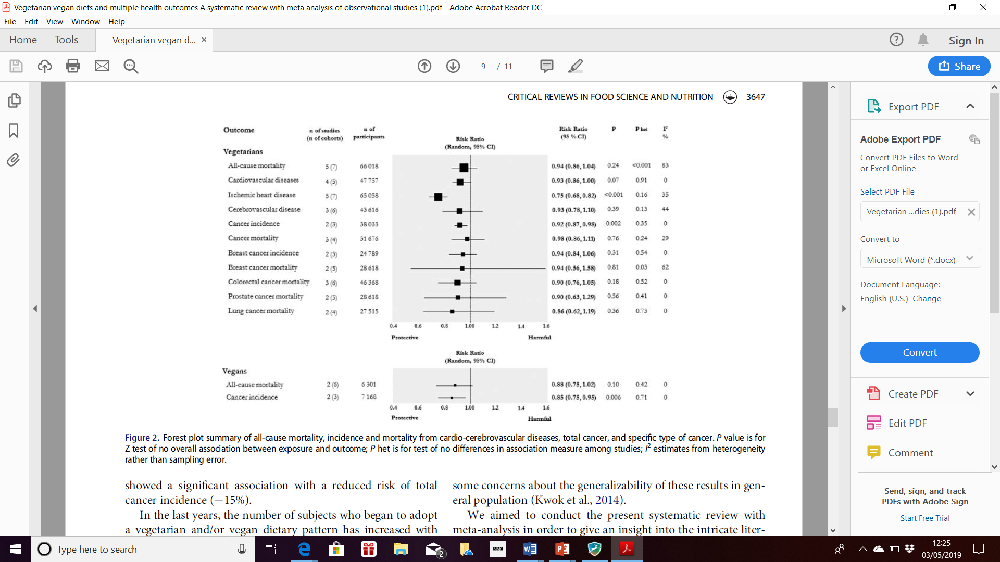 Vegetarian vegan diets and multiple health outcomes A systematic review with meta analysis of observational studies (1).pdf - Adobe Acrobat Reader DC
File Edit View Window Help
Home Tools Vegetarian vegan d... × Sign In
9 / 11 Share
CRITICAL REVIEWS IN FOOD SCIENCE AND NUTRITION 3647
Outcome n of studies (n of cohorts) n of participants Risk Ratio (Random, 95% CI) Risk Ratio (95 % CI) P P het I² %
Vegetarians
All-cause mortality 5 (7) 66 018 0.94 (0.86, 1.04) 0.24 <0.001 83
Cardiovascular diseases 4 (5) 47 757 0.93 (0.86, 1.00) 0.07 0.91 0
Ischemic heart disease 5 (7) 65 058 0.75 (0.68, 0.82) <0.001 0.16 35
Cerebrovascular disease 3 (6) 43 616 0.93 (0.78, 1.10) 0.39 0.13 44
Cancer incidence 2 (3) 38 033 0.92 (0.87, 0.98) 0.002 0.35 0
Cancer mortality 3 (4) 31 676 0.98 (0.86, 1.11) 0.76 0.24 29
Breast cancer incidence 2 (3) 24 789 0.94 (0.84, 1.06) 0.31 0.54 0
Breast cancer mortality 2 (5) 28 618 0.94 (0.56, 1.58) 0.81 0.03 62
Colorectal cancer mortality 3 (6) 46 368 0.90 (0.76, 1.05) 0.18 0.52 0
Prostate cancer mortality 2 (5) 28 618 0.90 (0.63, 1.29) 0.56 0.41 0
Lung cancer mortality 2 (4) 27 515 0.86 (0.62, 1.19) 0.36 0.73 0
0.4 0.6 0.8 1.00 1.2 1.4 1.6
Protective Harmful
Risk Ratio
(Random, 95% CI)
Vegans
All-cause mortality 2 (6) 6 301 0.88 (0.75, 1.02) 0.10 0.42 0
Cancer incidence 2 (3) 7 168 0.85 (0.75, 0.95) 0.006 0.71 0
0.4 0.6 0.8 1.00 1.2 1.4 1.6
Protective Harmful
Figure 2. Forest plot summary of all-cause mortality, incidence and mortality from cardio-cerebrovascular diseases, total cancer, and specific type of cancer. P value is for
Z test of no overall association between exposure and outcome; P het is for test of no differences in association measure among studies; I² estimates from heterogeneity
rather than sampling error.
showed a significant association with a reduced risk of total
cancer incidence (−15%).
In the last years, the number of subjects who began to adopt
a vegetarian and/or vegan dietary pattern has increased with
some concerns about the generalizability of these results in gen-
eral population (Kwok et al., 2014).
We aimed to conduct the present systematic review with
meta-analysis in order to give an insight into the intricate liter-
Export PDF
Adobe Export PDF
Convert PDF Files to Word
or Excel Online
Select PDF File
Vegetarian ...dies (1).pdf
Convert to
Microsoft Word (*.docx)
Document Language:
English (U.S.) Change
Convert
Create PDF
Edit PDF
Comment
Send, sign, and track
PDFs with Adobe Sign
Start Free Trial
Type here to search
2
BBC
12:25
03/05/2019